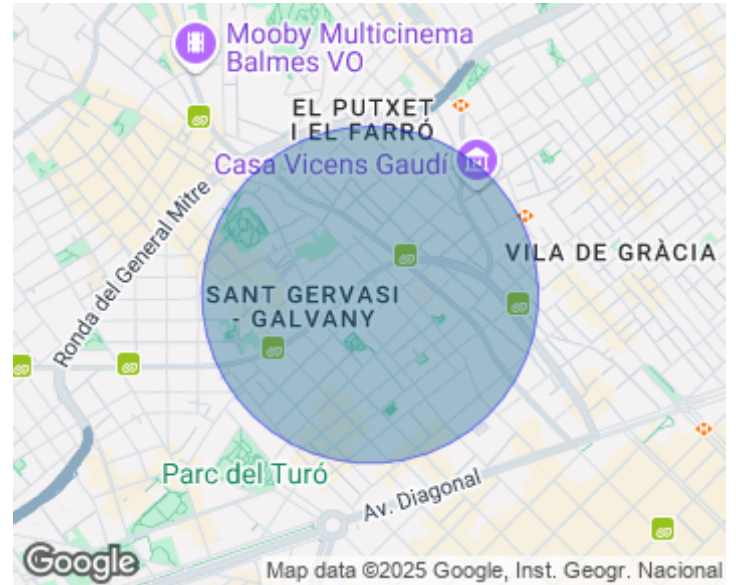 Mooby Multicinema
Balmes VO
EL PUTXET
I EL FARRÓ
Casa Vicens Gaudí
Ronda del General Mitre
VILA DE GRÀCIA
SANT GERVASI
- GALVANY
Parc del Turó
Av. Diagonal
Google
Map data ©2025 Google, Inst. Geogr. Nacional